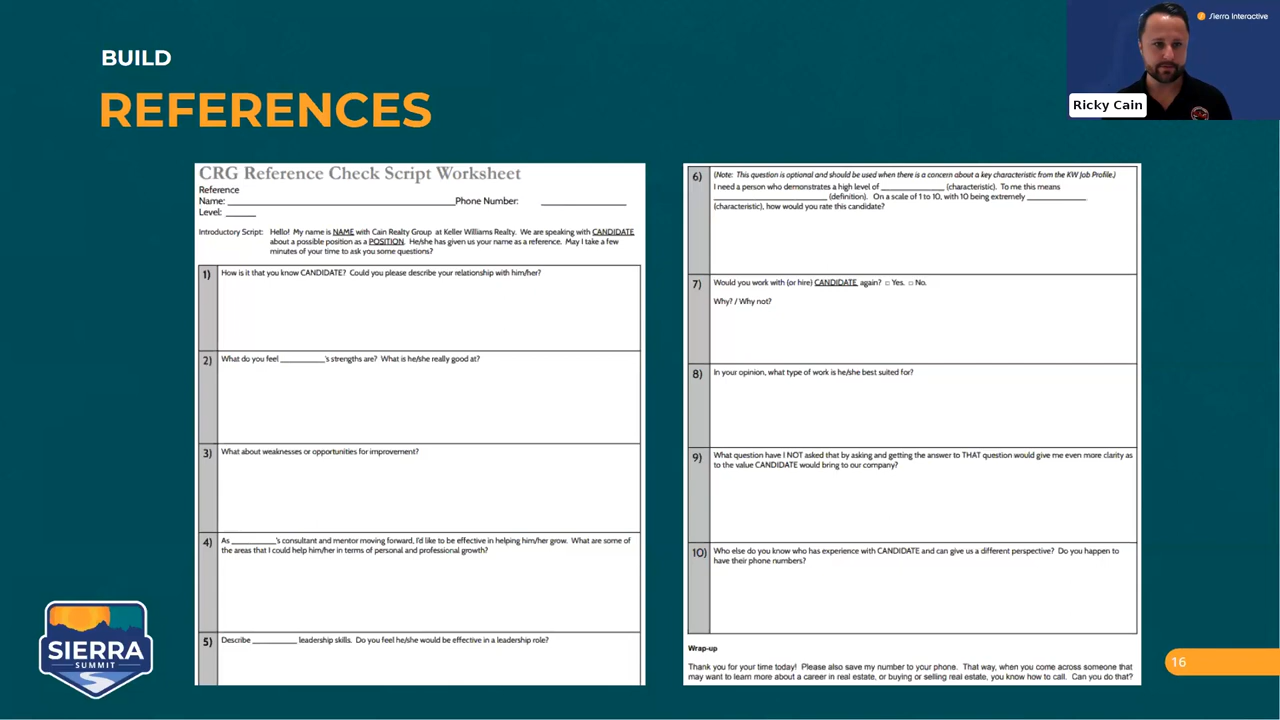 BUILD
REFERENCES
Sierra Interactive
Ricky Cain
CRG Reference Check Script Worksheet
Reference
Name: ____________________ Phone Number: ____________________
Level: ______
Introductory Script: Hello! My name is NAME with Cain Realty Group at Keller Williams Realty. We are speaking with CANDIDATE
about a possible position as a POSITION. He/she has given us your name as a reference. May I take a few
minutes of your time to ask you some questions?
1) How is it that you know CANDIDATE? Could you please describe your relationship with him/her?
2) What do you feel __________'s strengths are? What is he/she really good at?
3) What about weaknesses or opportunities for improvement?
4) As __________'s consultant and mentor moving forward, I'd like to be effective in helping him/her grow. What are some of
the areas that I could help him/her in terms of personal and professional growth?
5) Describe __________ leadership skills. Do you feel he/she would be effective in a leadership role?
6) (Note: This question is optional and should be used when there is a concern about a key characteristic from the KW Job Profile.)
I need a person who demonstrates a high level of ______________ (characteristic). To me this means
__________________________ (definition). On a scale of 1 to 10, with 10 being extremely ______________
(characteristic), how would you rate this candidate?
7) Would you work with (or hire) CANDIDATE again? □ Yes. □ No.
Why? / Why not?
8) In your opinion, what type of work is he/she best suited for?
9) What question have I NOT asked that by asking and getting the answer to THAT question would give me even more clarity as
to the value CANDIDATE would bring to our company?
10) Who else do you know who has experience with CANDIDATE and can give us a different perspective? Do you happen to
have their phone numbers?
Wrap-up
Thank you for your time today! Please also save my number to your phone. That way, when you come across someone that
may want to learn more about a career in real estate, or buying or selling real estate, you know how to call. Can you do that?
SIERRA
SUMMIT
16